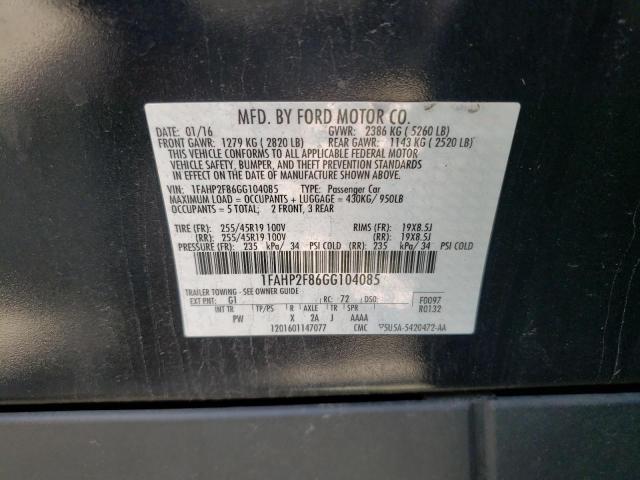 MFD. BY FORD MOTOR CO.
DATE: 01/16 GVWR: 2386 KG ( 5260 LB)
FRONT GAWR: 1279 KG ( 2820 LB) REAR GAWR: 1143 KG ( 2520 LB)
THIS VEHICLE CONFORMS TO ALL APPLICABLE FEDERAL MOTOR
VEHICLE SAFETY, BUMPER, AND THEFT PREVENTION STANDARDS
IN EFFECT ON THE DATE OF MANUFACTURE SHOWN ABOVE.
VIN: 1FAHP2F86GG104085 TYPE: Passenger Car
MAXIMUM LOAD = OCCUPANTS + LUGGAGE = 430KG/ 950LB
OCCUPANTS = 5 TOTAL; 2 FRONT, 3 REAR
TIRE (FR): 255/45R19 100V RIMS (FR): 19X8.5J
(RR): 255/45R19 100V (RR): 19X8.5J
PRESSURE (FR): 235 kPa/ 34 PSI COLD (RR): 235 kPa/ 34 PSI COLD
1FAHP2F86GG104085
TRAILER TOWING - SEE OWNER GUIDE
EXT PNT: G1 RC: 72 DSO: F0097
INT TR TP/PS R AXLE TR SPR R0132
PW X 2A J AAAA
1201601147077 CMC 5U5A-5420472-AA